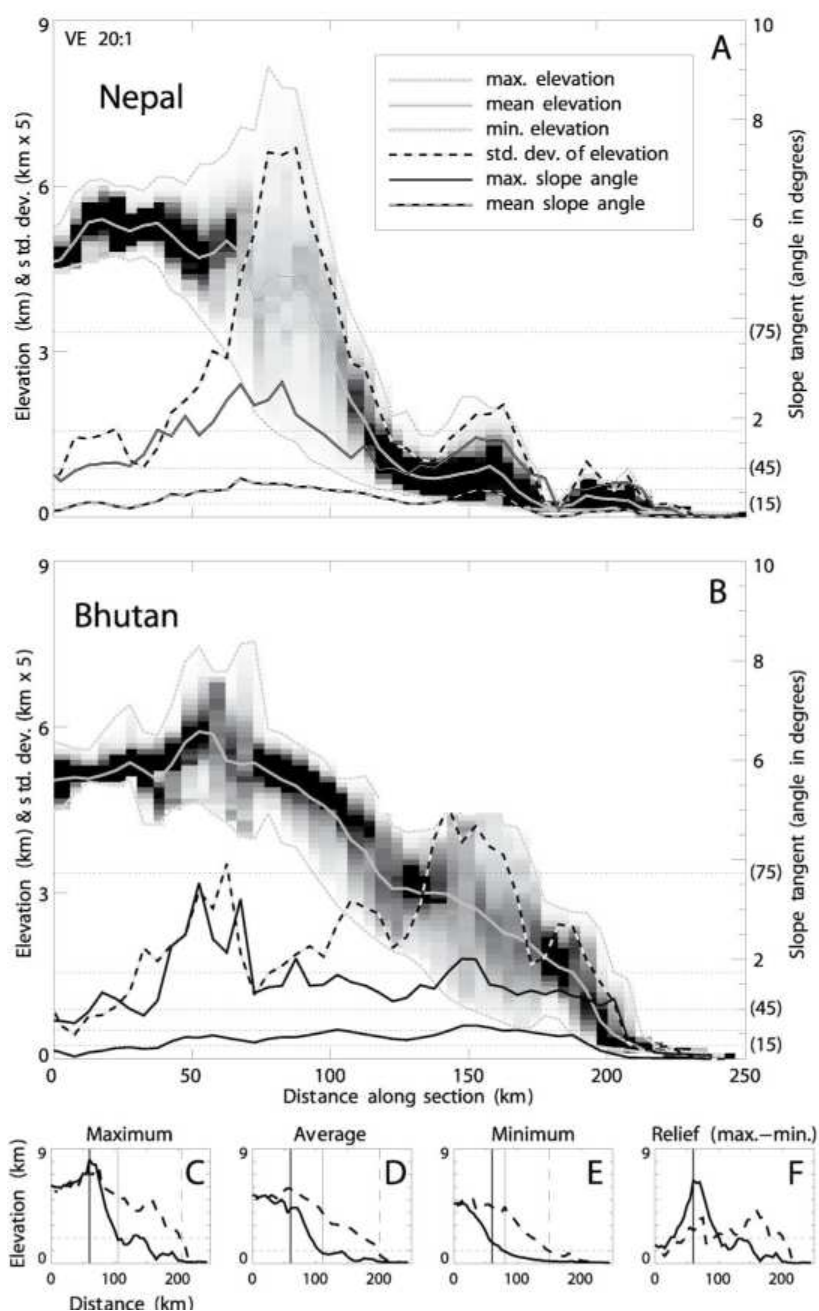 9
VE 20:1
Nepal
A
10
max. elevation
mean elevation
min. elevation
std. dev. of elevation
max. slope angle
mean slope angle
8
6
6
(75)
3
2
(45)
(15)
0
Elevation (km) & s td. dev. (km x 5)
Slope tangent (angle in degrees)
9
Bhutan
B
10
8
6
6
(75)
3
2
(45)
(15)
0
Elevation (km) & s td. dev. (km x 5)
Slope tangent (angle in degrees)
0 50 100 150 200 250
Distance along section (km)
Maximum Average Minimum Relief (max.−min.)
9 C 9 D 9 E 9 F
Elevation (km)
0 0 0 0
0 100 200 0 100 200 0 100 200 0 100 200
Distance (km)